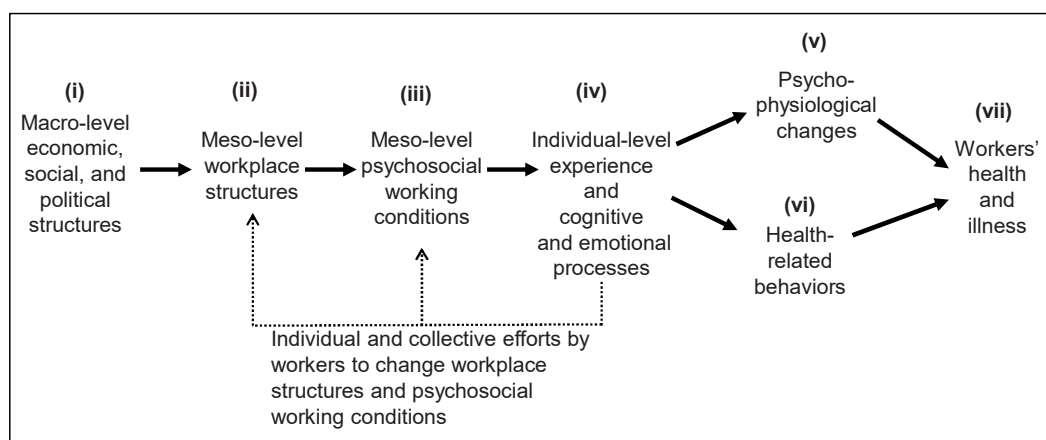 (i)
Macro-level
economic,
social, and
political
structures
(ii)
Meso-level
workplace
structures
(iii)
Meso-level
psychosocial
working
conditions
(iv)
Individual-level
experience
and
cognitive
and emotional
processes
(v)
Psycho-
physiological
changes
(vi)
Health-
related
behaviors
(vii)
Workers’
health
and
illness
Individual and collective efforts by
workers to change workplace
structures and psychosocial
working conditions